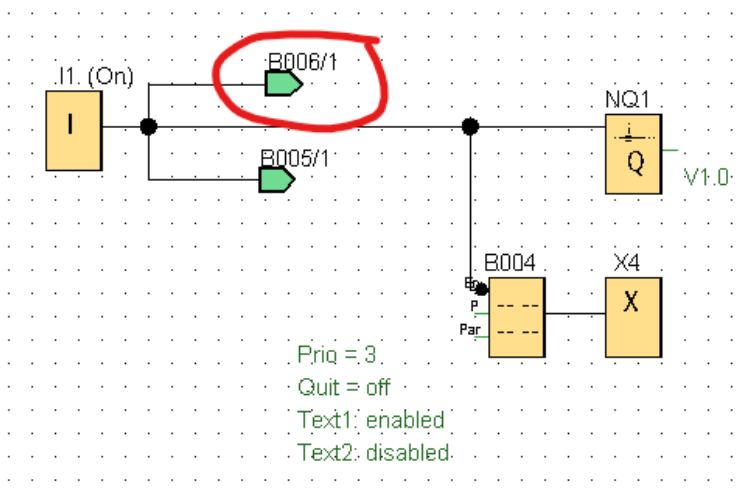 B006/1
I1. (On)
I
NQ1
Q
V1.0
B005/1
B004
X4
P
X
Par
Prio = 3
Quit = off
Text1: enabled
Text2: disabled